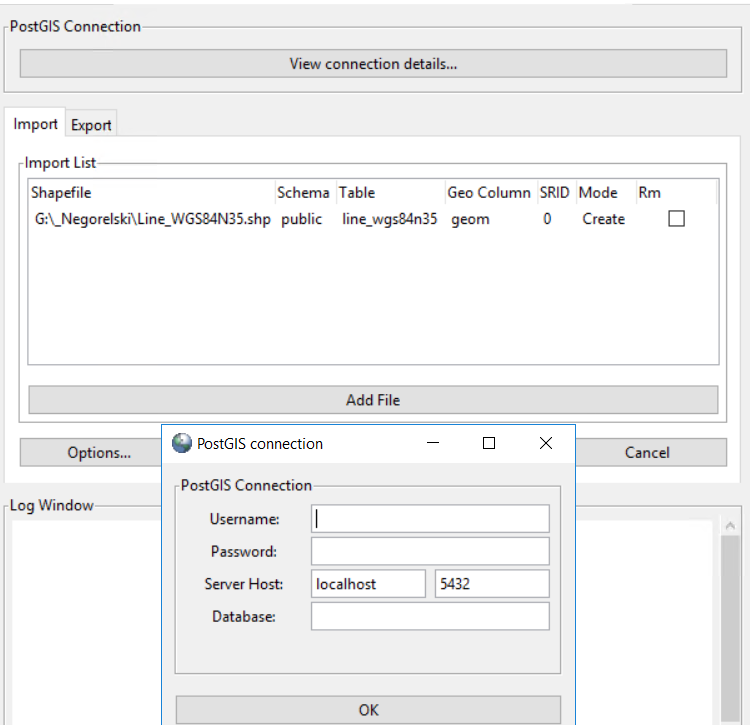 PostGIS Connection
View connection details...
Import Export
Import List
Shapefile Schema Table Geo Column SRID Mode Rm
G:\_Negorelski\Line_WGS84N35.shp public line_wgs84n35 geom 0 Create
Add File
Options... Cancel
PostGIS connection
Log Window
PostGIS Connection
Username:
Password:
Server Host: localhost 5432
Database:
OK